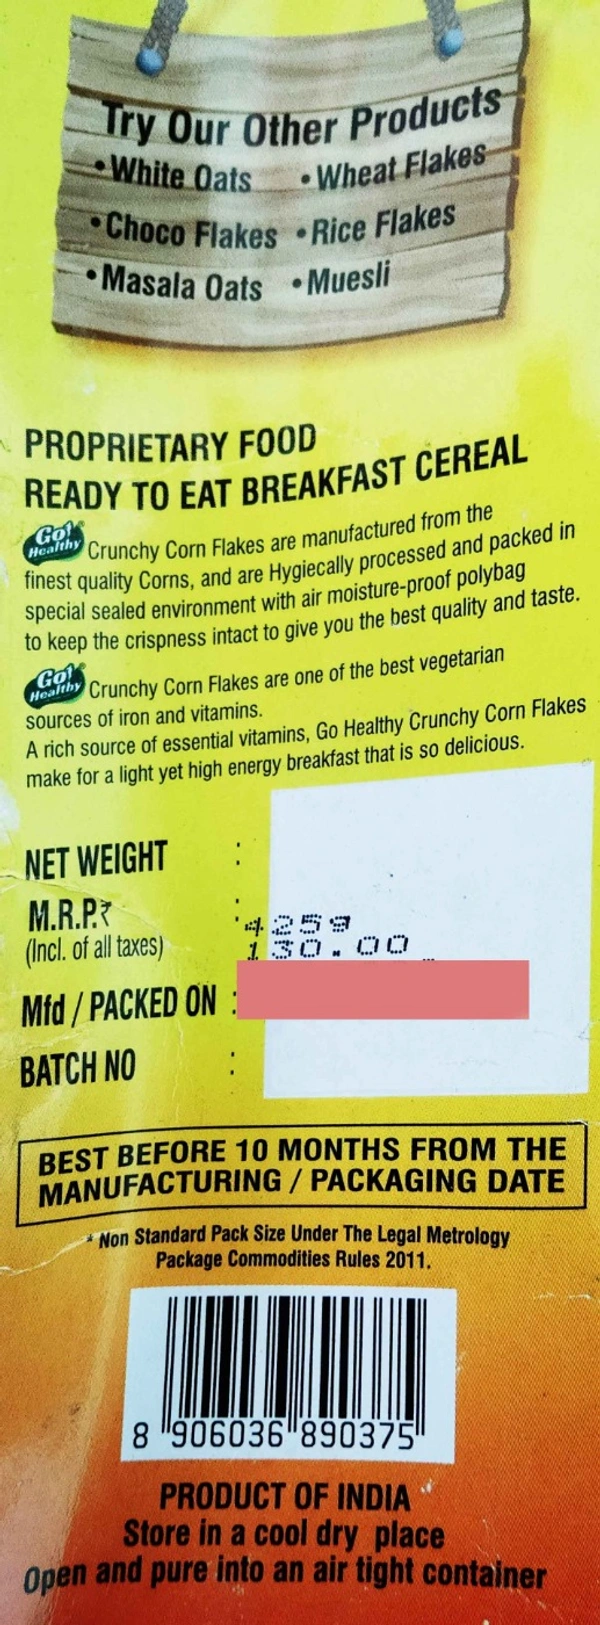 Try Our Other Products
•White Oats •Wheat Flakes
•Choco Flakes •Rice Flakes
•Masala Oats •Muesli
PROPRIETARY FOOD
READY TO EAT BREAKFAST CEREAL
Go! Healthy Crunchy Corn Flakes are manufactured from the
finest quality Corns, and are Hygiecally processed and packed in
special sealed environment with air moisture-proof polybag
to keep the crispness intact to give you the best quality and taste.
Go! Healthy Crunchy Corn Flakes are one of the best vegetarian
sources of iron and vitamins.
A rich source of essential vitamins, Go Healthy Crunchy Corn Flakes
make for a light yet high energy breakfast that is so delicious.
NET WEIGHT :
M.R.P.₹ : 425g
(Incl. of all taxes) 130.00
Mfd / PACKED ON :
BATCH NO :
BEST BEFORE 10 MONTHS FROM THE
MANUFACTURING / PACKAGING DATE
* Non Standard Pack Size Under The Legal Metrology
Package Commodities Rules 2011.
8 906036 890375
PRODUCT OF INDIA
Store in a cool dry place
Open and pure into an air tight container